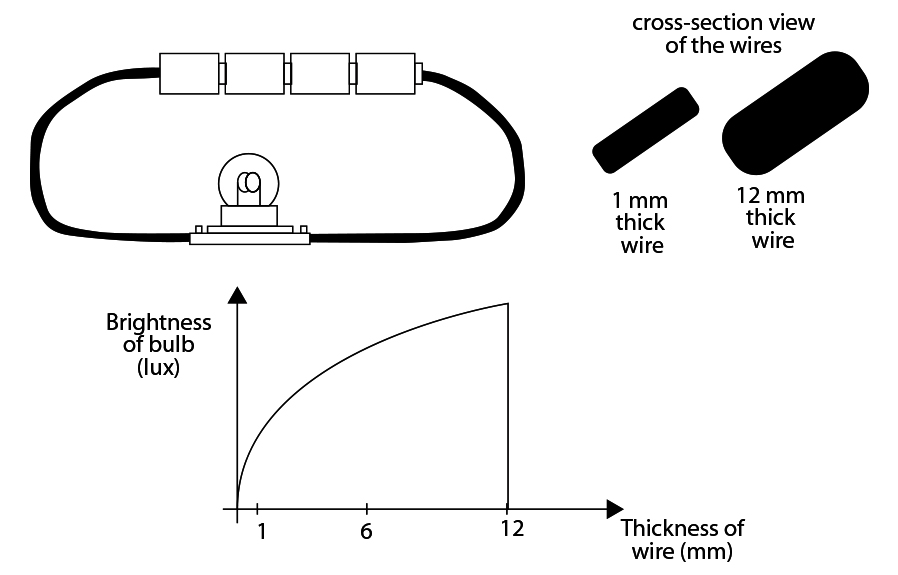 cross-section view
of the wires
1 mm
thick
wire
12 mm
thick
wire
Brightness
of bulb
(lux)
1
6
12
Thickness of
wire (mm)